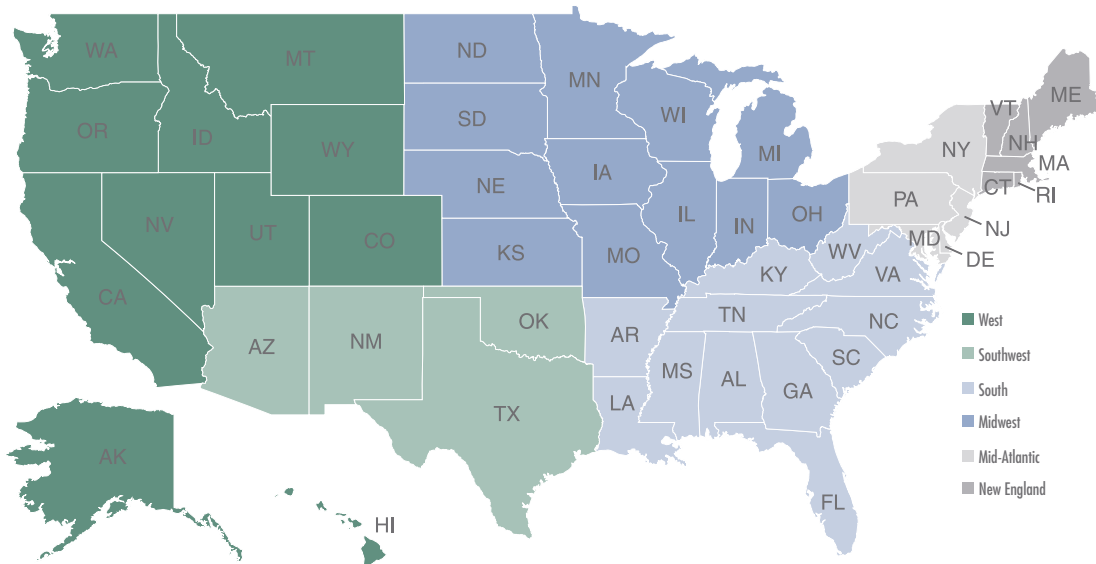 WA
MT
ND
MN
ME
VT
OR
ID
SD
WI
NH
NY
WY
MI
MA
NE
IA
CT
RI
PA
NV
UT
CO
IL
IN
OH
NJ
MD
KS
MO
WV
DE
KY
VA
CA
OK
TN
NC
AZ
NM
AR
SC
MS
AL
GA
LA
TX
AK
FL
HI
West
Southwest
South
Midwest
Mid-Atlantic
New England